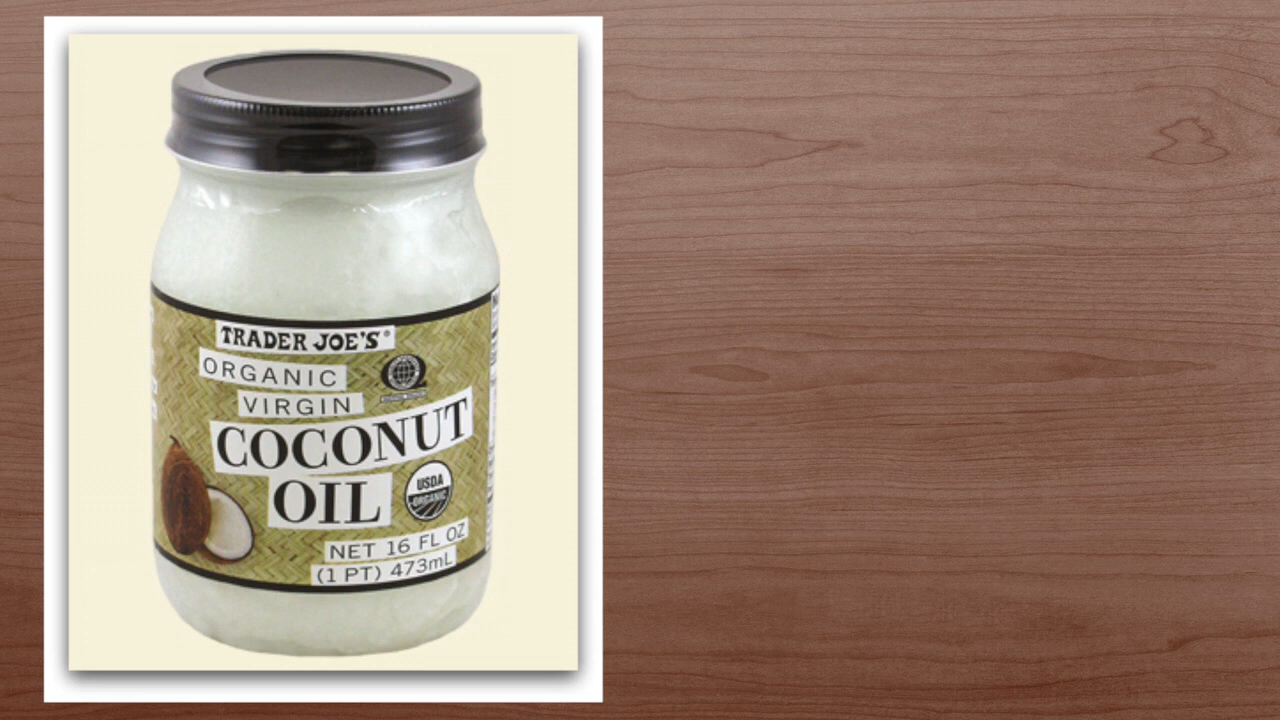 TRADER JOE'S®
ORGANIC
VIRGIN
COCONUT
OIL
USDA
ORGANIC
NET 16 FL OZ
(1 PT) 473mL